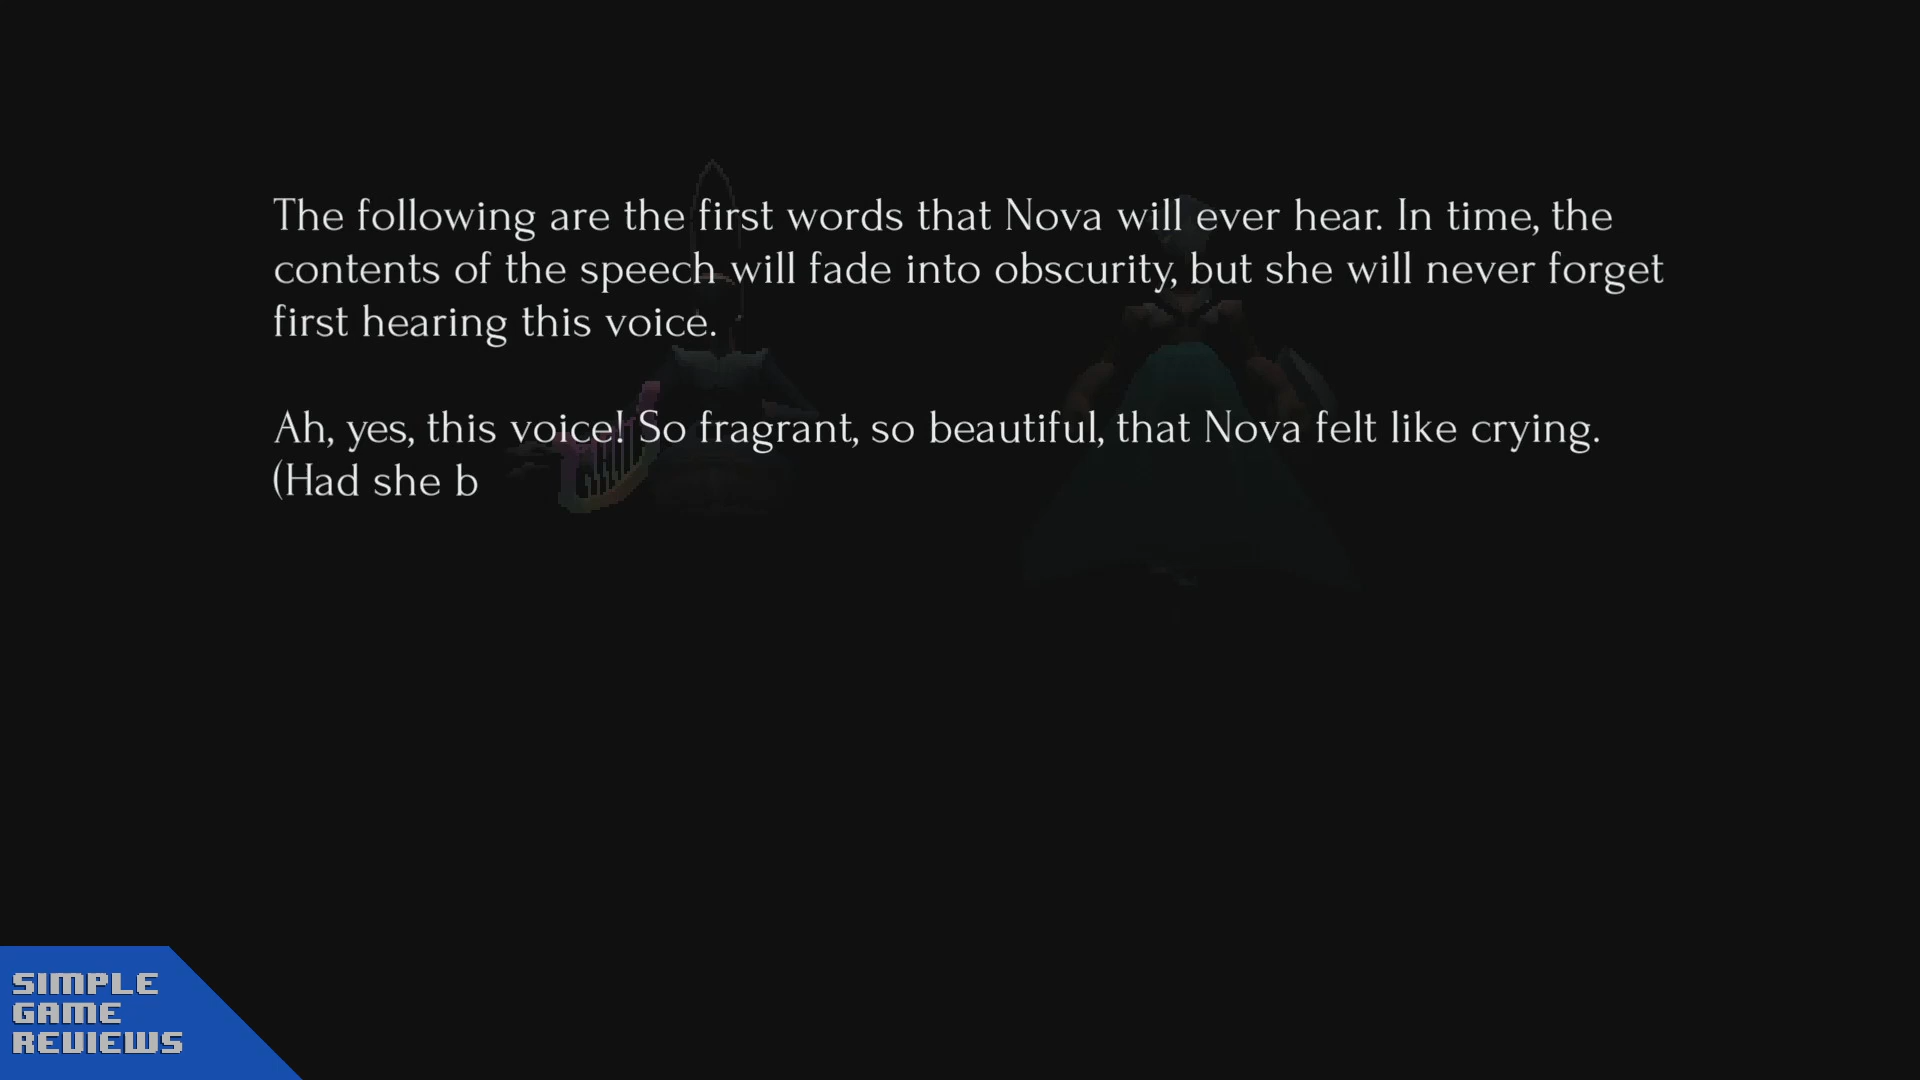 The following are the first words that Nova will ever hear. In time, the
contents of the speech will fade into obscurity, but she will never forget
first hearing this voice.
Ah, yes, this voice! So fragrant, so beautiful, that Nova felt like crying.
(Had she b
SIMPLE
GAME
REVIEWS